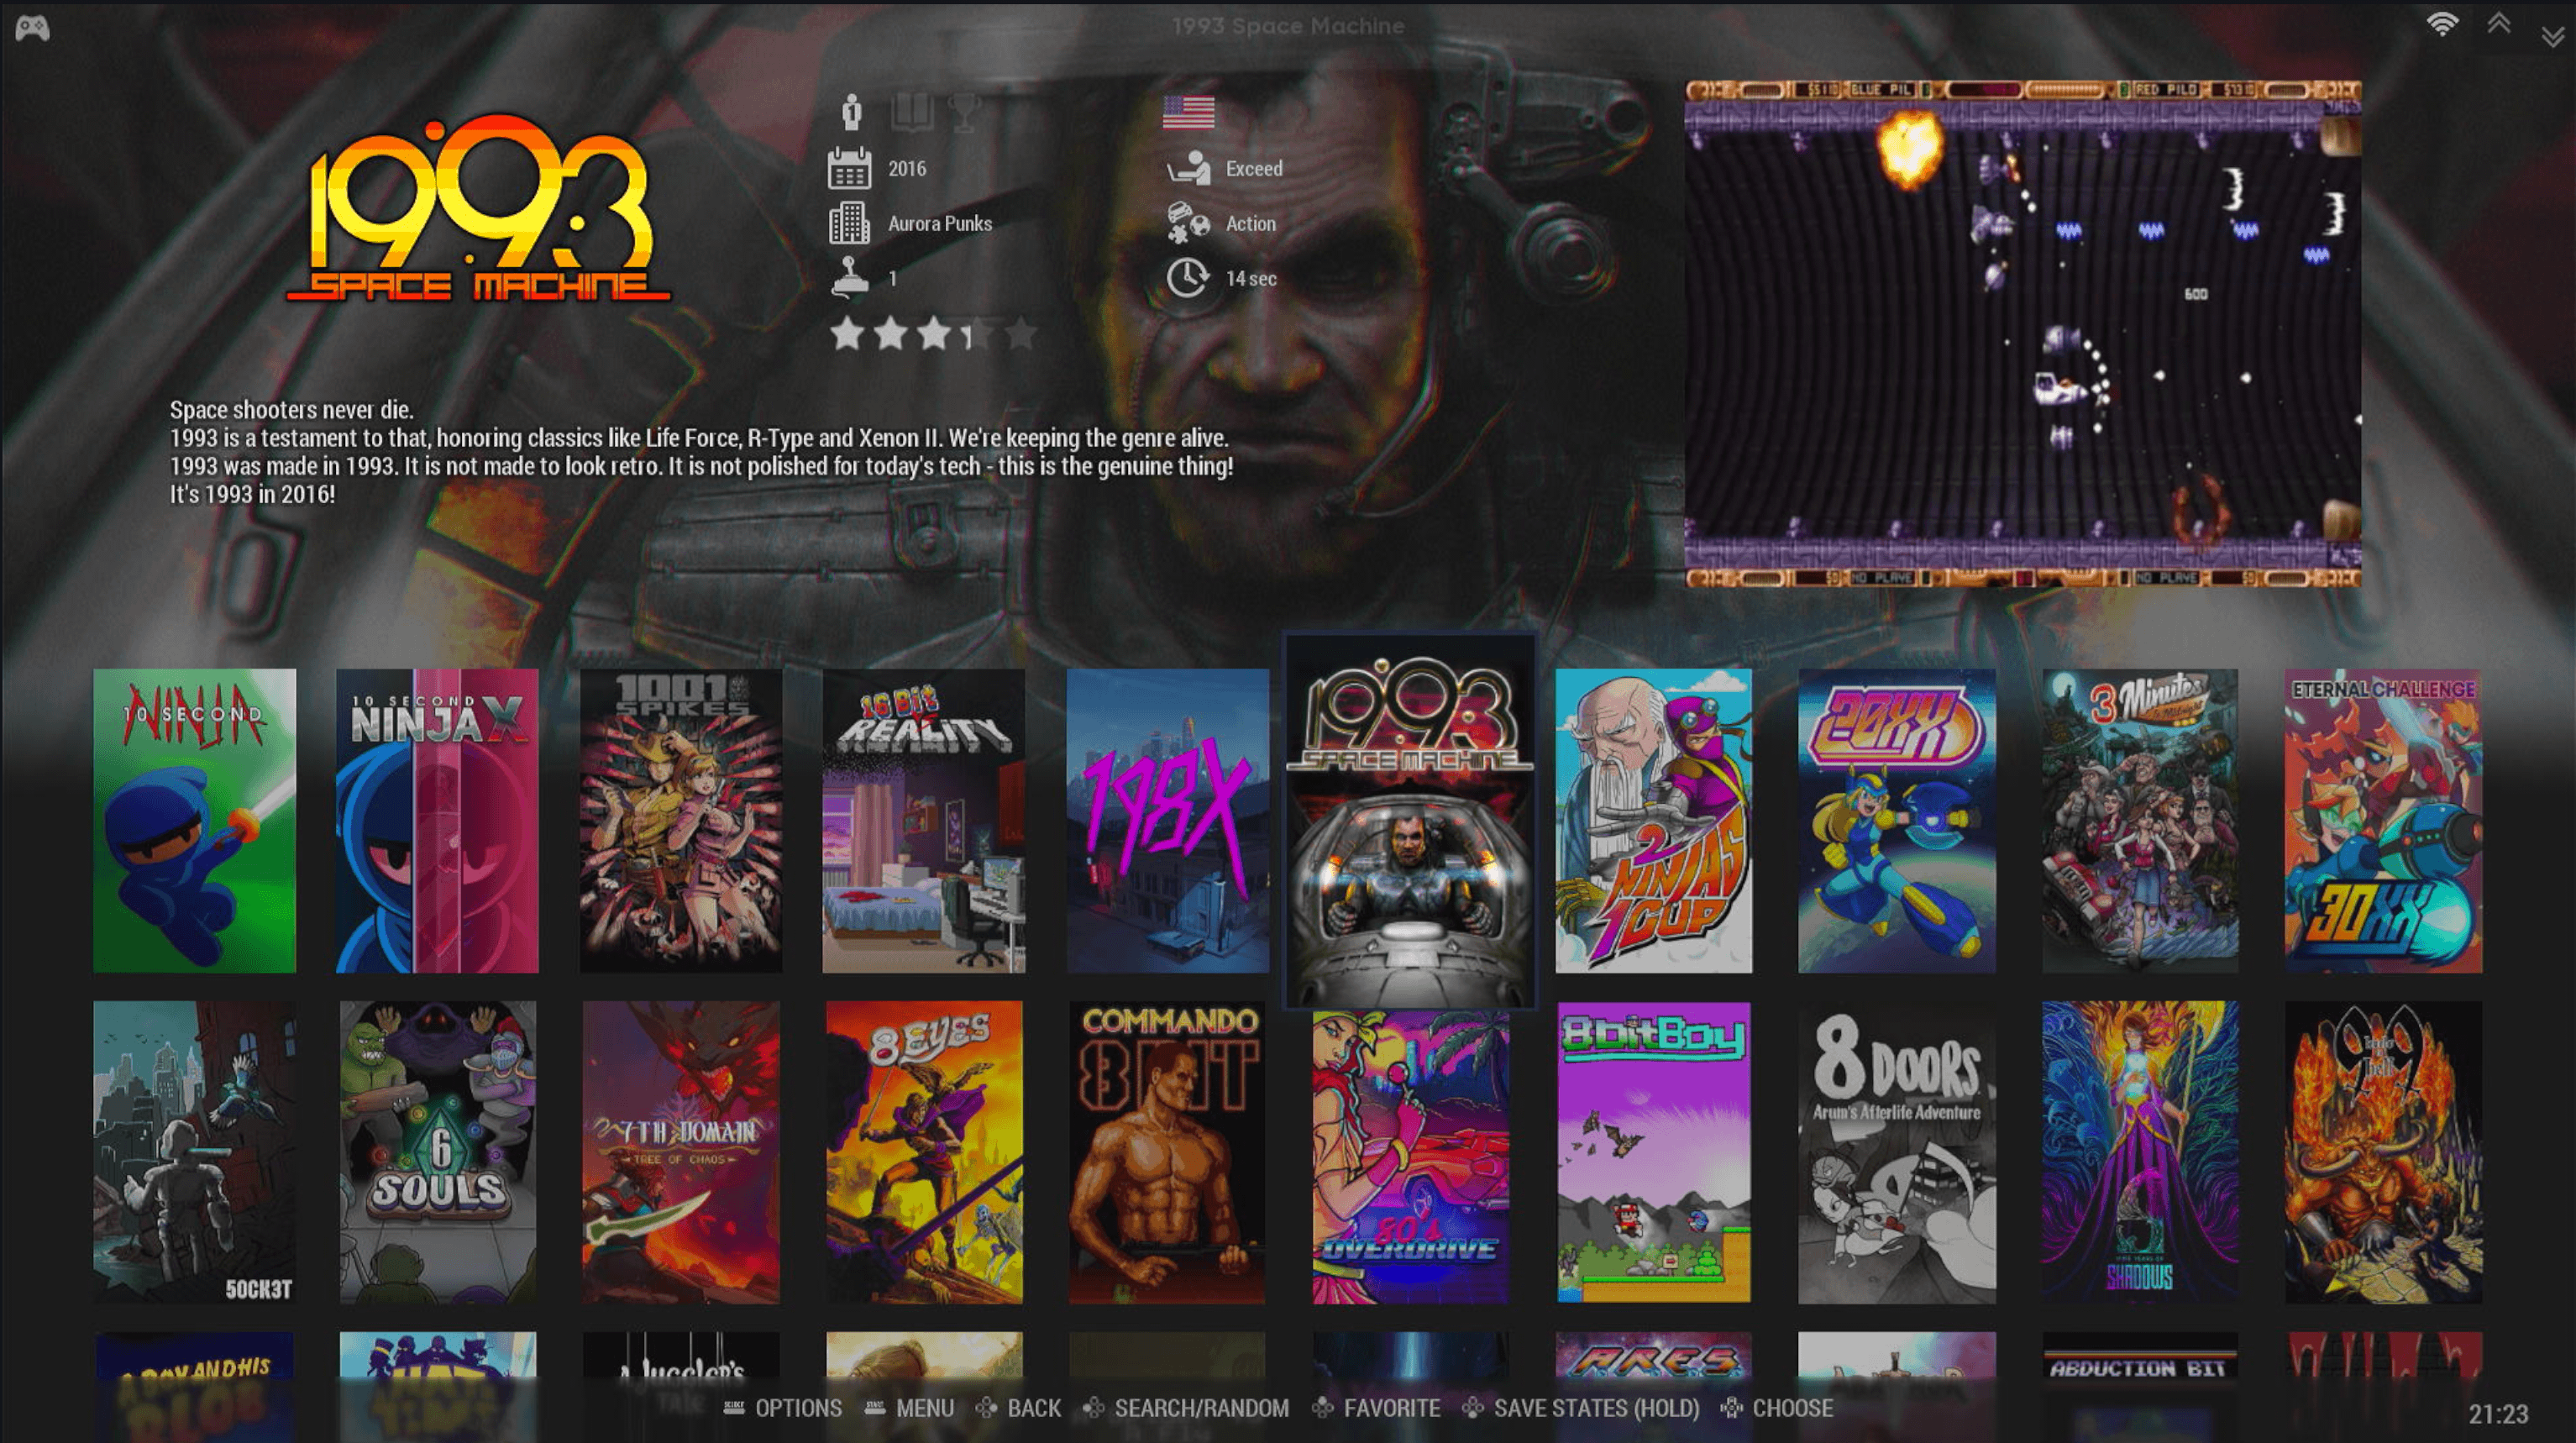 1993 Space Machine
1993
SPACE MACHINE
1
2016
Exceed
Aurora Punks
Action
1
14 sec
Space shooters never die.
1993 is a testament to that, honoring classics like Life Force, R-Type and Xenon II. We're keeping the genre alive.
1993 was made in 1993. It is not made to look retro. It is not polished for today's tech - this is the genuine thing!
It's 1993 in 2016!
BLUE PIL
RED PILO
600
NO PLAYE
NO PLAYE
10 SECOND
NINJA
10 SECOND
NINJA X
1001
SPIKES
16 Bit
vs
REALITY
198X
1993
SPACE MACHINE
2
NINJAS
1 CUP
20XX
3 Minutes
to Midnight
ETERNAL CHALLENGE
30XX
50CK3T
6
SOULS
7TH DOMAIN
TREE OF CHAOS
8 EYES
COMMANDO
8BIT
80's
OVERDRIVE
8BitBoy
8 DOORS
Arum's Afterlife Adventure
9
SHADOWS
99
A BOY AND HIS
BLOB
HAT
TIME
A Juggler's
TALE
ARES
ABDUCTION BIT
SELECT OPTIONS START MENU BACK SEARCH/RANDOM FAVORITE SAVE STATES (HOLD) CHOOSE
21:23